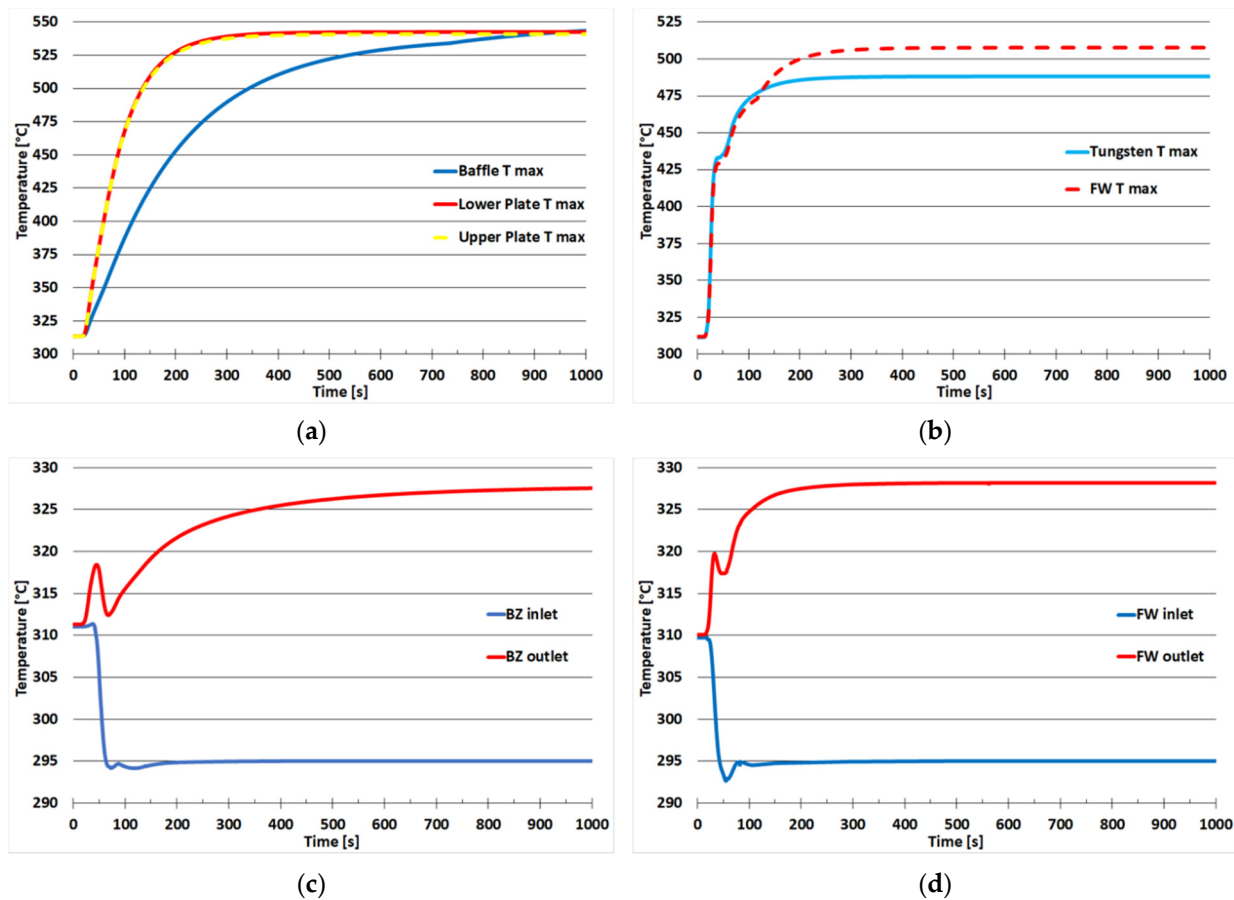 550
525
500
475
450
425
400
375
350
325
300
Temperature [°C]
Baffle T max
Lower Plate T max
Upper Plate T max
0 100 200 300 400 500 600 700 800 900 1000
Time [s]
(a)
525
500
475
450
425
400
375
350
325
300
Temperature [°C]
Tungsten T max
FW T max
0 100 200 300 400 500 600 700 800 900 1000
Time [s]
(b)
330
325
320
315
310
305
300
295
290
Temperature [°C]
BZ inlet
BZ outlet
0 100 200 300 400 500 600 700 800 900 1000
Time [s]
(c)
330
325
320
315
310
305
300
295
290
Temperature [°C]
FW inlet
FW outlet
0 100 200 300 400 500 600 700 800 900 1000
Time [s]
(d)